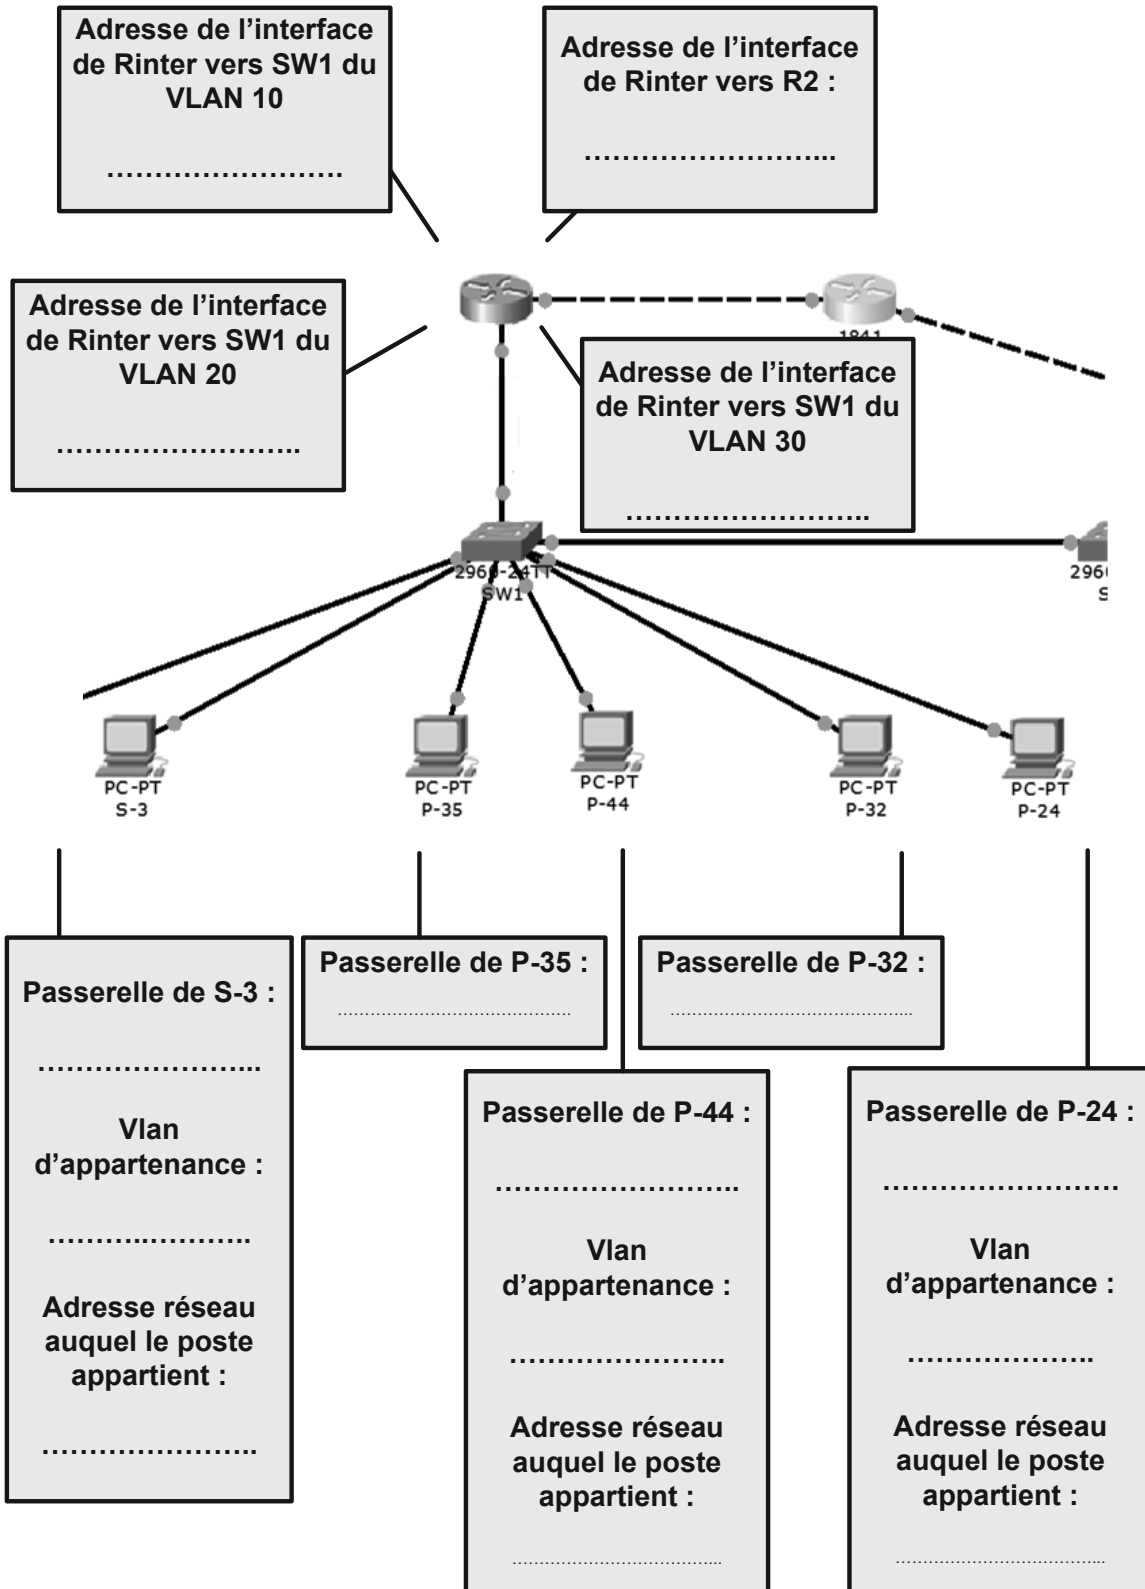 Adresse de l’interface
de Rinter vers SW1 du
VLAN 10
……………………….
Adresse de l’interface
de Rinter vers R2 :
……………………...
Adresse de l’interface
de Rinter vers SW1 du
VLAN 20
……………………..
1841
Adresse de l’interface
de Rinter vers SW1 du
VLAN 30
……………………..
2960-24TT
SW1
2960
S
PC-PT
S-3
PC-PT
P-35
PC-PT
P-44
PC-PT
P-32
PC-PT
P-24
Passerelle de S-3 :
…………………...
Vlan
d’appartenance :
………..………..
Adresse réseau
auquel le poste
appartient :
…………………..
Passerelle de P-35 :
…………………………………….
Passerelle de P-32 :
……………………………………...
Passerelle de P-44 :
……………………..
Vlan
d’appartenance :
…………………..
Adresse réseau
auquel le poste
appartient :
…………………………………...
Passerelle de P-24 :
…………………….
Vlan
d’appartenance :
………………..
Adresse réseau
auquel le poste
appartient :
…………………………………...